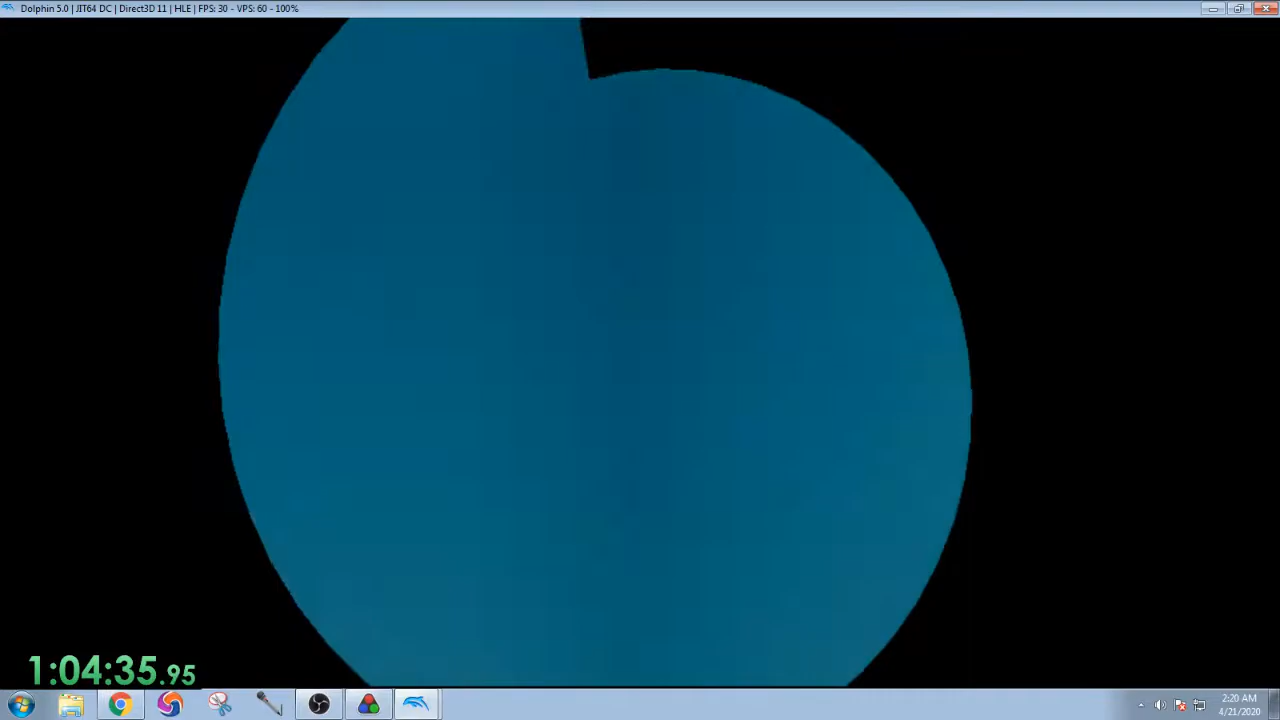 Dolphin 5.0 | JIT64 DC | Direct3D 11 | HLE | FPS: 30 - VPS: 60 - 100%
1:04:35.95
2:20 AM
4/21/2020